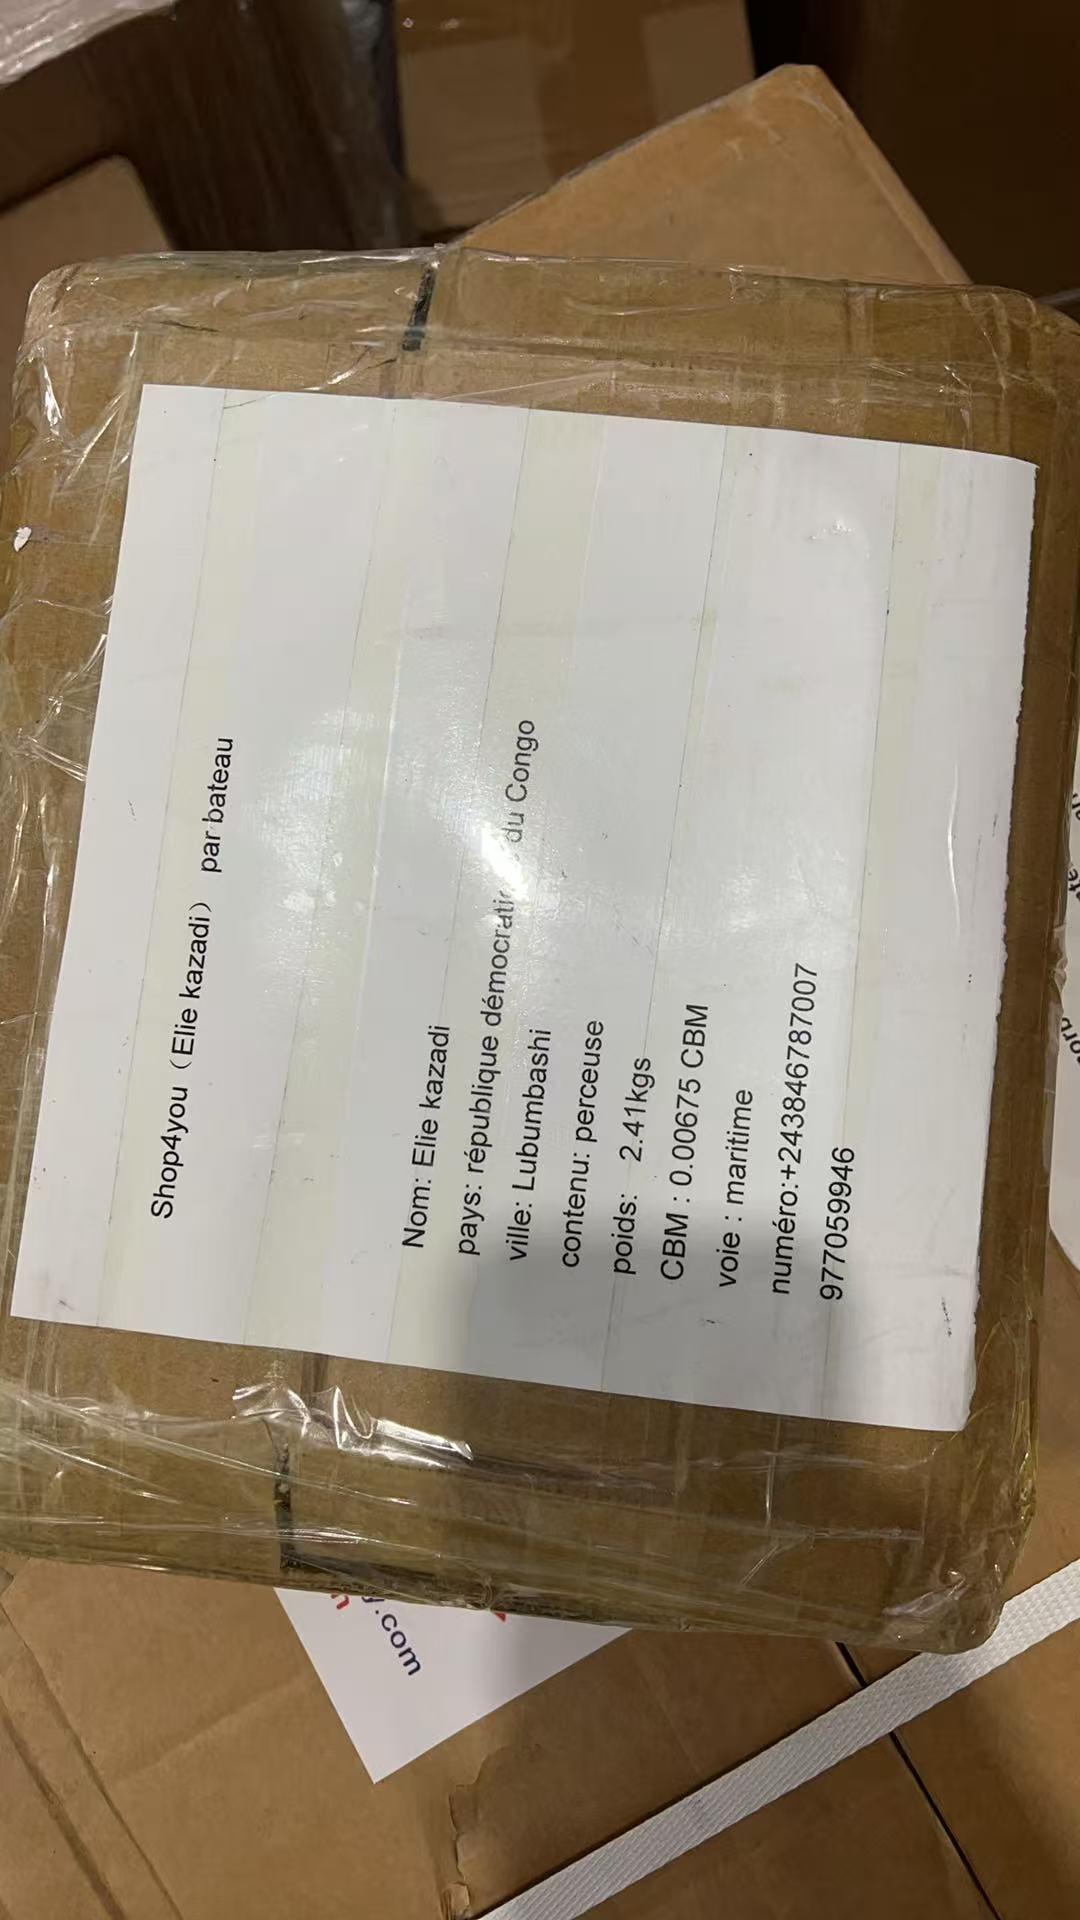 Shop4you（Elie kazadi） par bateau
Nom: Elie kazadi
pays: république du Congo
ville: Lubumbashi
contenu: perceuse
poids: 2.41kgs
CBM : 0.00675 CBM
voie : maritime
numéro:+243846787007
977059946
.com